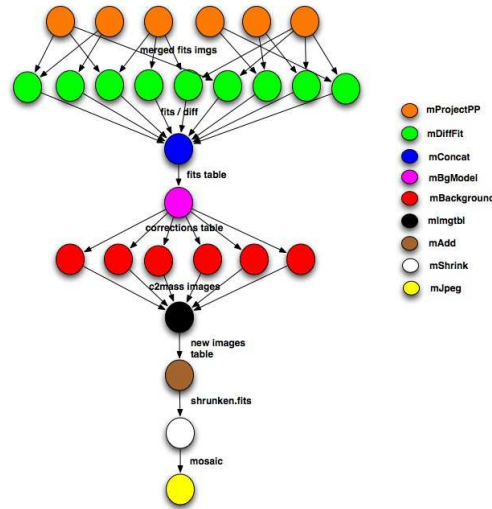 merged fits imgs
fits / diff
fits table
corrections table
c2mass images
new images
table
shrunken.fits
mosaic
mProjectPP
mDiffFit
mConcat
mBgModel
mBackground
mImgtbl
mAdd
mShrink
mJpeg